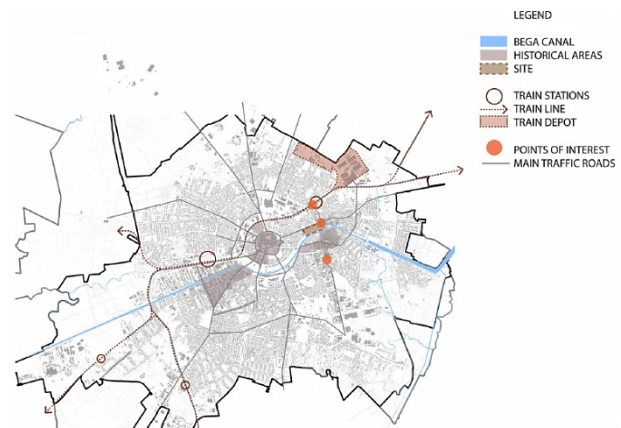 LEGEND
BEGA CANAL
HISTORICAL AREAS
SITE
TRAIN STATIONS
TRAIN LINE
TRAIN DEPOT
POINTS OF INTEREST
MAIN TRAFFIC ROADS